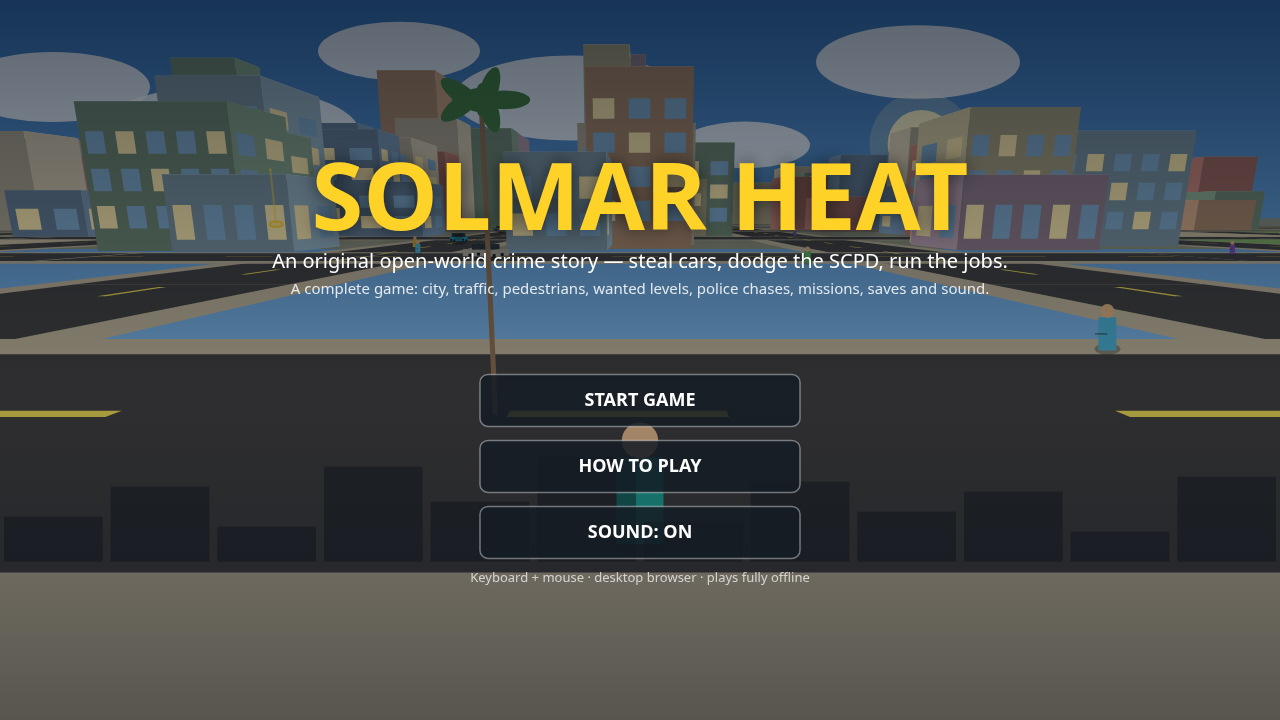 SOLMAR HEAT
An original open-world crime story — steal cars, dodge the SCPD, run the jobs.
A complete game: city, traffic, pedestrians, wanted levels, police chases, missions, saves and sound.
START GAME
HOW TO PLAY
SOUND: ON
Keyboard + mouse · desktop browser · plays fully offline